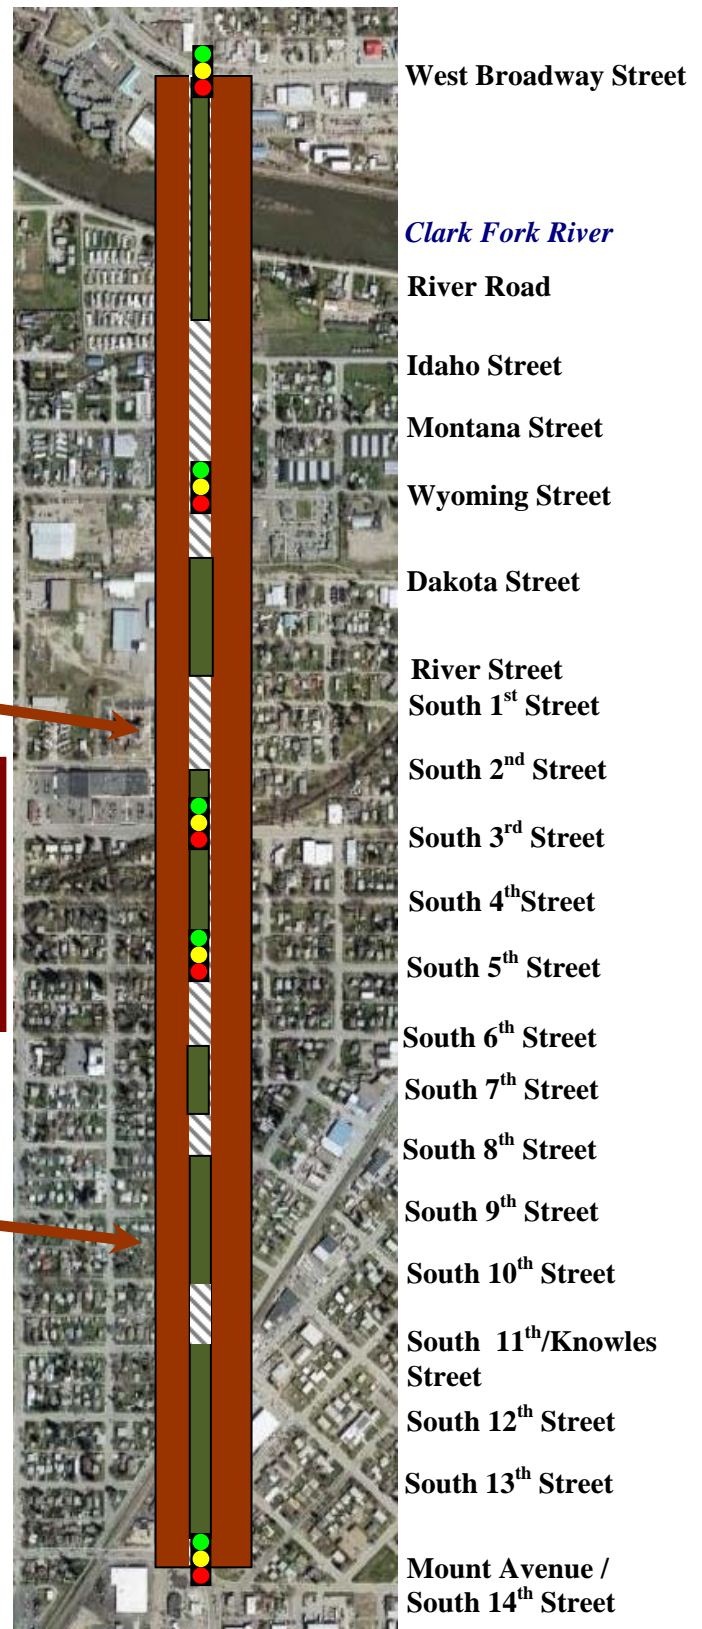 West Broadway Street
Clark Fork River
River Road
Idaho Street
Montana Street
Wyoming Street
Dakota Street
River Street
South 1st Street
South 2nd Street
South 3rd Street
South 4thStreet
South 5th Street
South 6th Street
South 7th Street
South 8th Street
South 9th Street
South 10th Street
South 11th/Knowles
Street
South 12th Street
South 13th Street
Mount Avenue /
South 14th Street